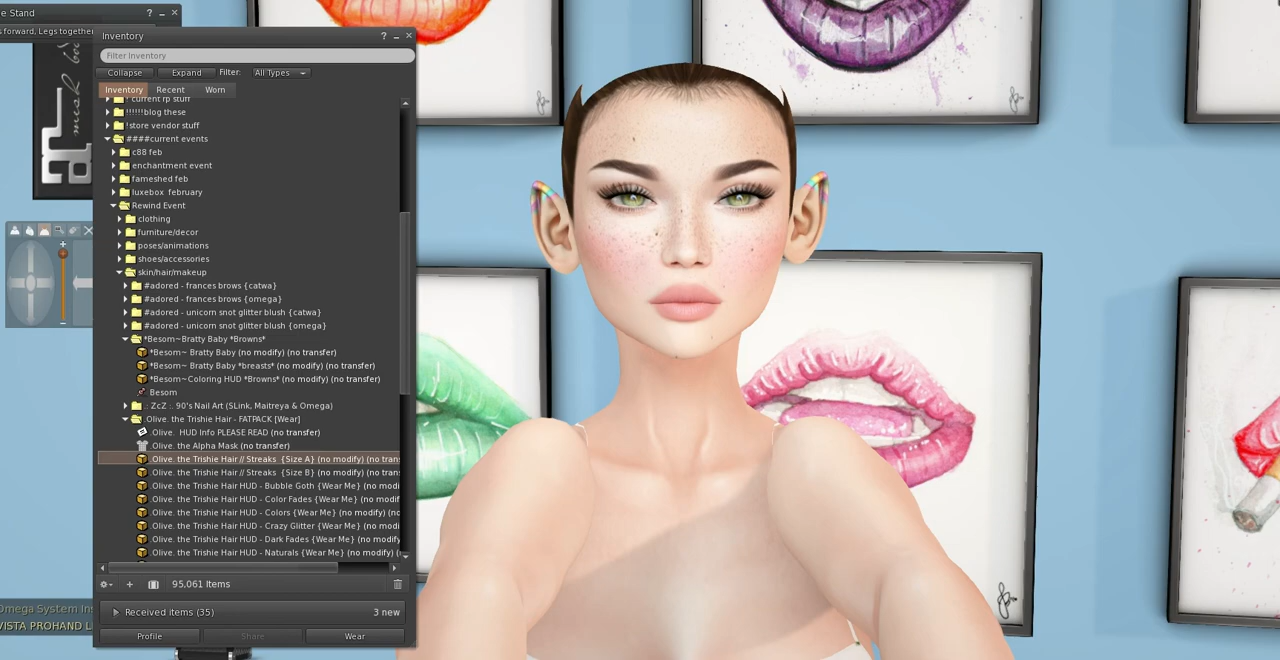 e Stand
s forward, Legs together
mesh bo
Inventory
Filter Inventory
Collapse
Expand
Filter:
All Types
Inventory
Recent
Worn
! current rp stuff
!!!!!!blog these
!store vendor stuff
####current events
c88 feb
enchantment event
fameshed feb
luxebox february
Rewind Event
clothing
furniture/decor
poses/animations
shoes/accessories
skin/hair/makeup
#adored - frances brows {catwa}
#adored - frances brows {omega}
#adored - unicorn snot glitter blush {catwa}
#adored - unicorn snot glitter blush {omega}
*Besom~Bratty Baby *Browns*
*Besom~ Bratty Baby (no modify) (no transfer)
*Besom~ Bratty Baby *breasts* (no modify) (no transfer)
*Besom~Coloring HUD *Browns* (no modify) (no transfer)
Besom
.: ZcZ :. 90's Nail Art (SLink, Maitreya & Omega)
.Olive. the Trishie Hair - FATPACK [Wear]
.Olive. HUD Info PLEASE READ (no transfer)
.Olive. the Alpha Mask (no transfer)
.Olive. the Trishie Hair // Streaks {Size A} (no modify) (no tran
.Olive. the Trishie Hair // Streaks {Size B} (no modify) (no tran
.Olive. the Trishie Hair HUD - Bubble Goth {Wear Me} (no modi
.Olive. the Trishie Hair HUD - Color Fades {Wear Me} (no modif
.Olive. the Trishie Hair HUD - Colors {Wear Me} (no modify) (no
.Olive. the Trishie Hair HUD - Crazy Glitter {Wear Me} (no modif
.Olive. the Trishie Hair HUD - Dark Fades {Wear Me} (no modify
.Olive. the Trishie Hair HUD - Naturals {Wear Me} (no modify) (
95,061 Items
Received items (35)
3 new
Profile
Share
Wear
Omega System Ins
VISTA PROHAND L